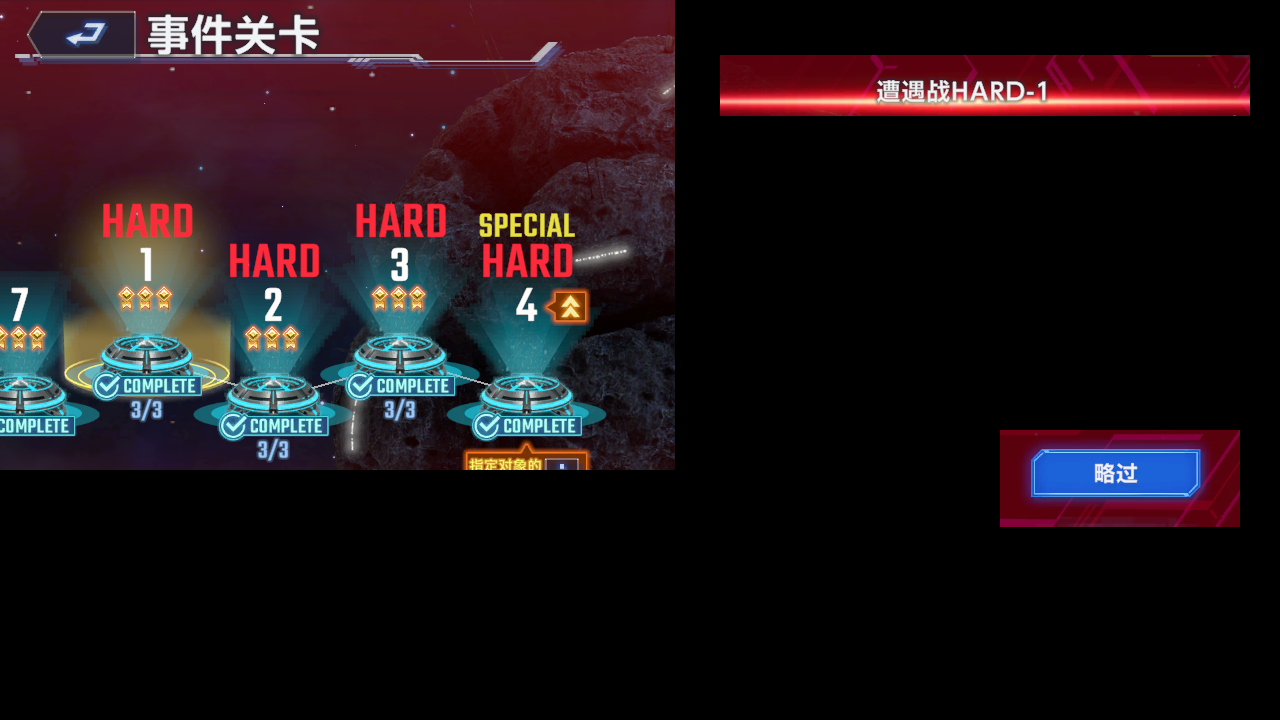 事件关卡
遭遇战HARD-1
HARD
1
HARD
2
HARD
3
SPECIAL
HARD
4
7
COMPLETE
3/3
COMPLETE
3/3
COMPLETE
3/3
COMPLETE
COMPLETE
指定对象的
略过